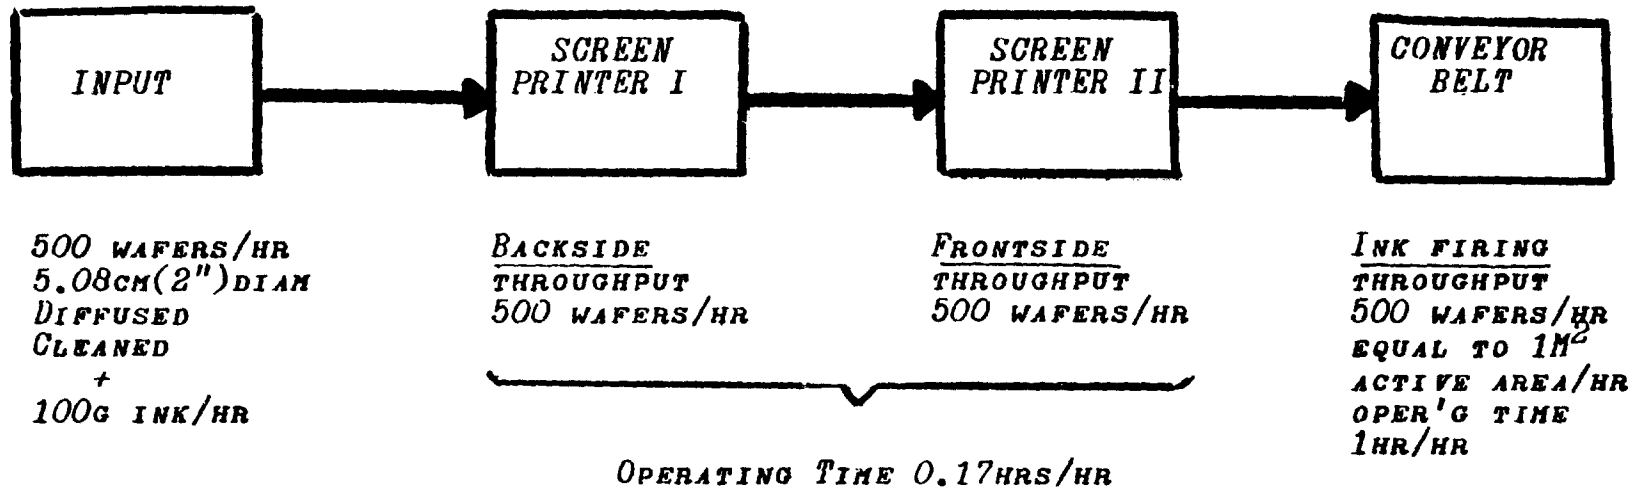 INPUT
SCREEN
PRINTER I
SCREEN
PRINTER II
CONVEYOR
BELT
500 WAFERS/HR
5.08CM(2")DIAM
DIFFUSED
CLEANED
+
100G INK/HR
BACKSIDE
THROUGHPUT
500 WAFERS/HR
FRONTSIDE
THROUGHPUT
500 WAFERS/HR
INK FIRING
THROUGHPUT
500 WAFERS/HR
EQUAL TO 1M²
ACTIVE AREA/HR
OPER'G TIME
1HR/HR
OPERATING TIME 0.17HRS/HR